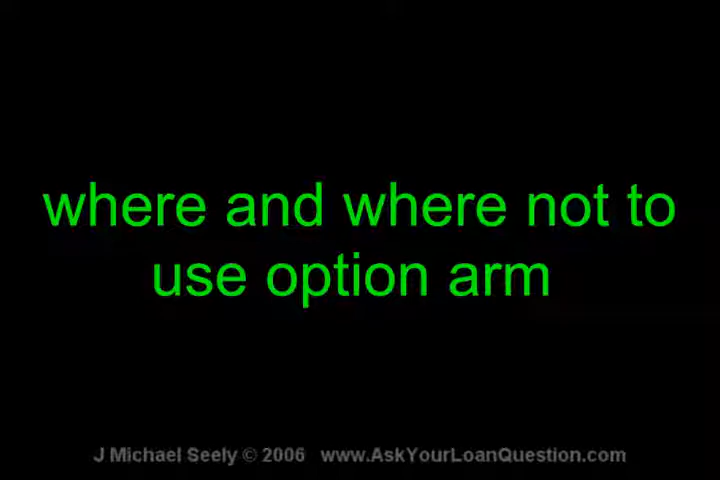 where and where not to
use option arm
J Michael Seely © 2006 www.AskYourLoanQuestion.com